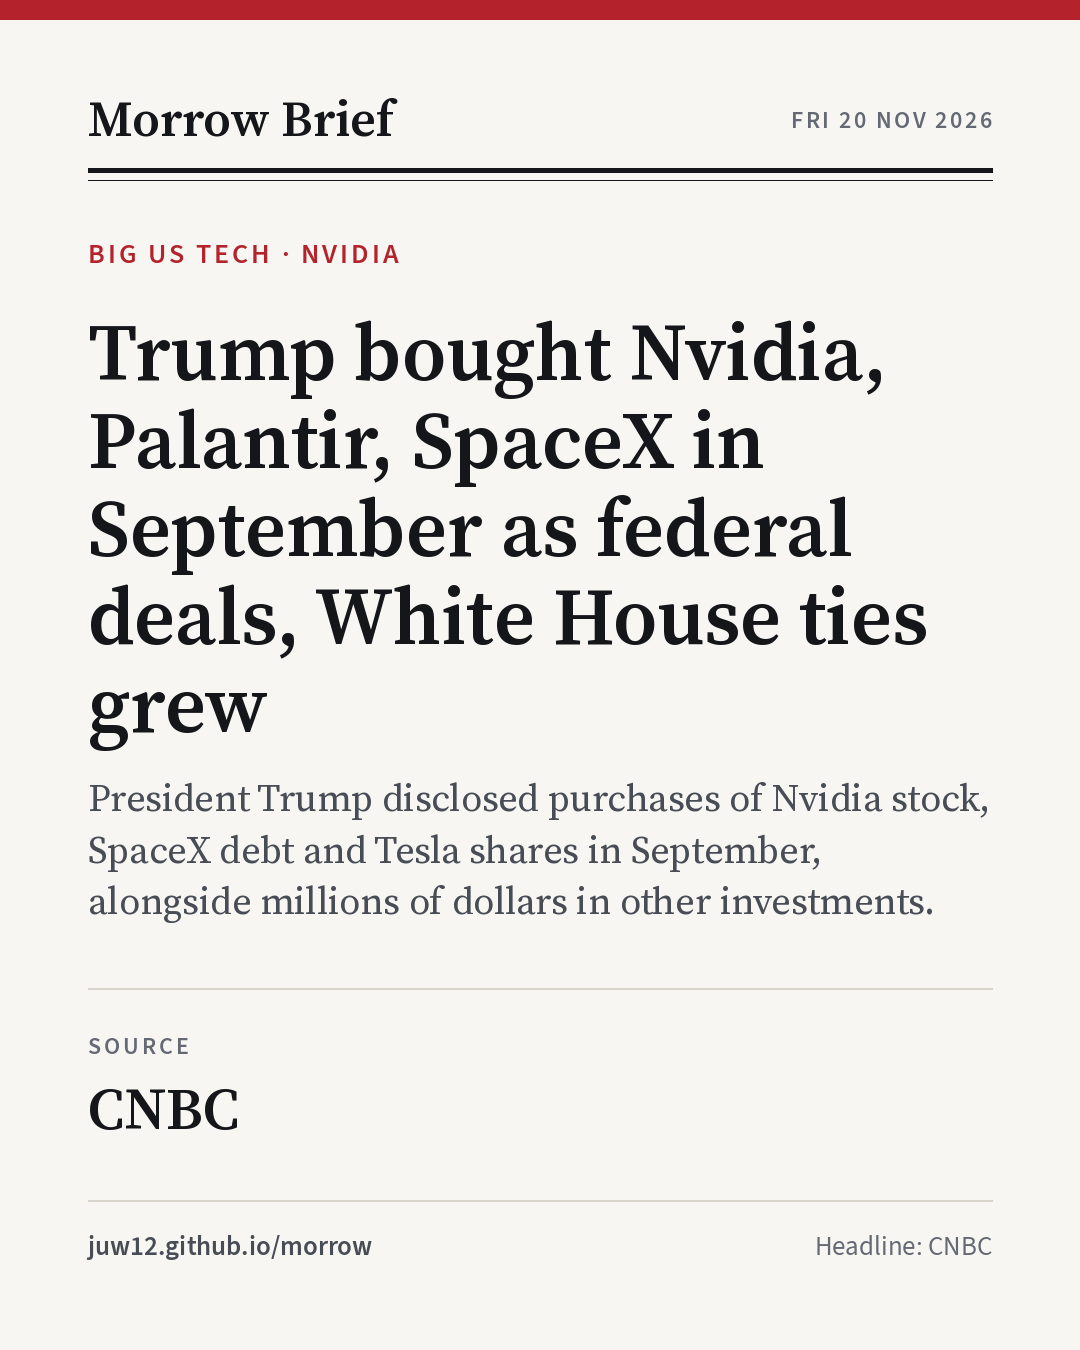 Morrow Brief
FRI 20 NOV 2026
BIG US TECH · NVIDIA
Trump bought Nvidia,
Palantir, SpaceX in
September as federal
deals, White House ties
grew
President Trump disclosed purchases of Nvidia stock,
SpaceX debt and Tesla shares in September,
alongside millions of dollars in other investments.
SOURCE
CNBC
juw12.github.io/morrow
Headline: CNBC